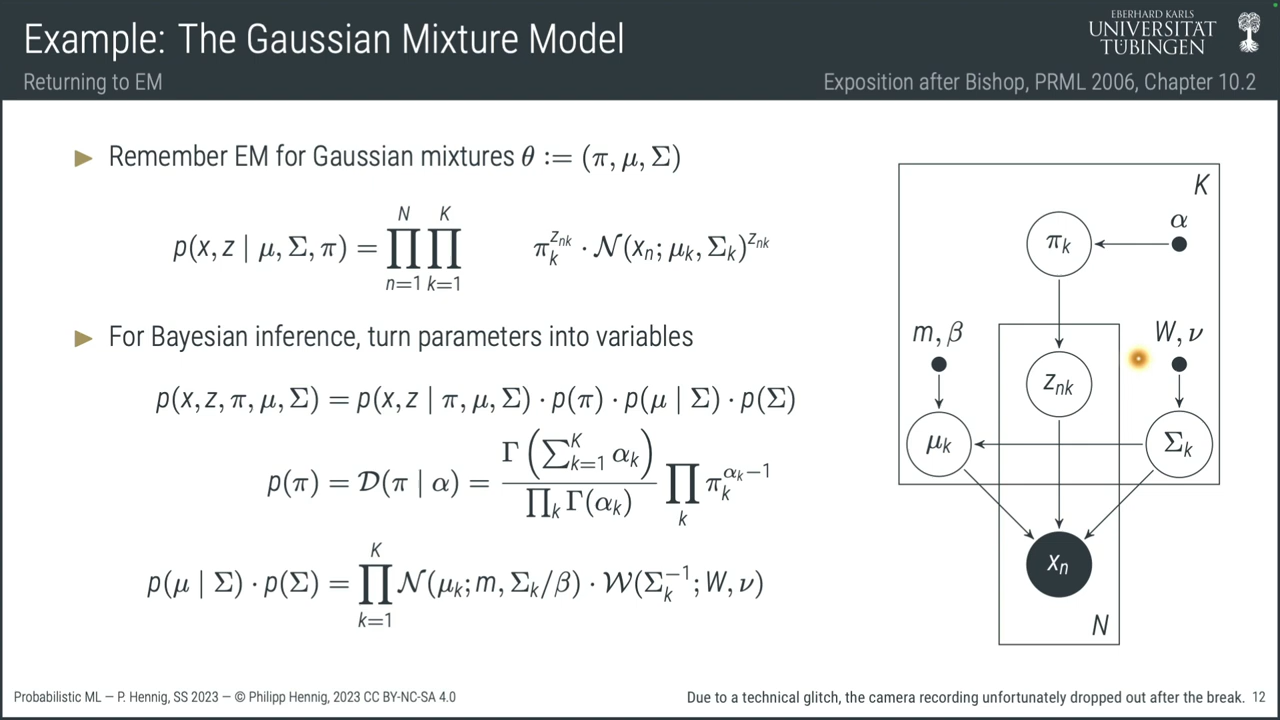 Example: The Gaussian Mixture Model
EBERHARD KARLS
UNIVERSITÄT
TÜBINGEN
Returning to EM
Exposition after Bishop, PRML 2006, Chapter 10.2
▶ Remember EM for Gaussian mixtures θ := (π, μ, Σ)
p(x, z | μ, Σ, π) = ∏_{n=1}^{N} ∏_{k=1}^{K} π_k^{z_{nk}} · 𝒩(x_n; μ_k, Σ_k)^{z_{nk}}
▶ For Bayesian inference, turn parameters into variables
p(x, z, π, μ, Σ) = p(x, z | π, μ, Σ) · p(π) · p(μ | Σ) · p(Σ)
p(π) = 𝒟(π | α) = Γ(∑_{k=1}^{K} α_k) / ∏_k Γ(α_k) ∏_k π_k^{α_k−1}
p(μ | Σ) · p(Σ) = ∏_{k=1}^{K} 𝒩(μ_k; m, Σ_k/β) · 𝒲(Σ_k^{−1}; W, ν)
K
α
π_k
m, β
W, ν
z_{nk}
μ_k
Σ_k
x_n
N
Probabilistic ML — P. Hennig, SS 2023 — © Philipp Hennig, 2023 CC BY-NC-SA 4.0
Due to a technical glitch, the camera recording unfortunately dropped out after the break. 12